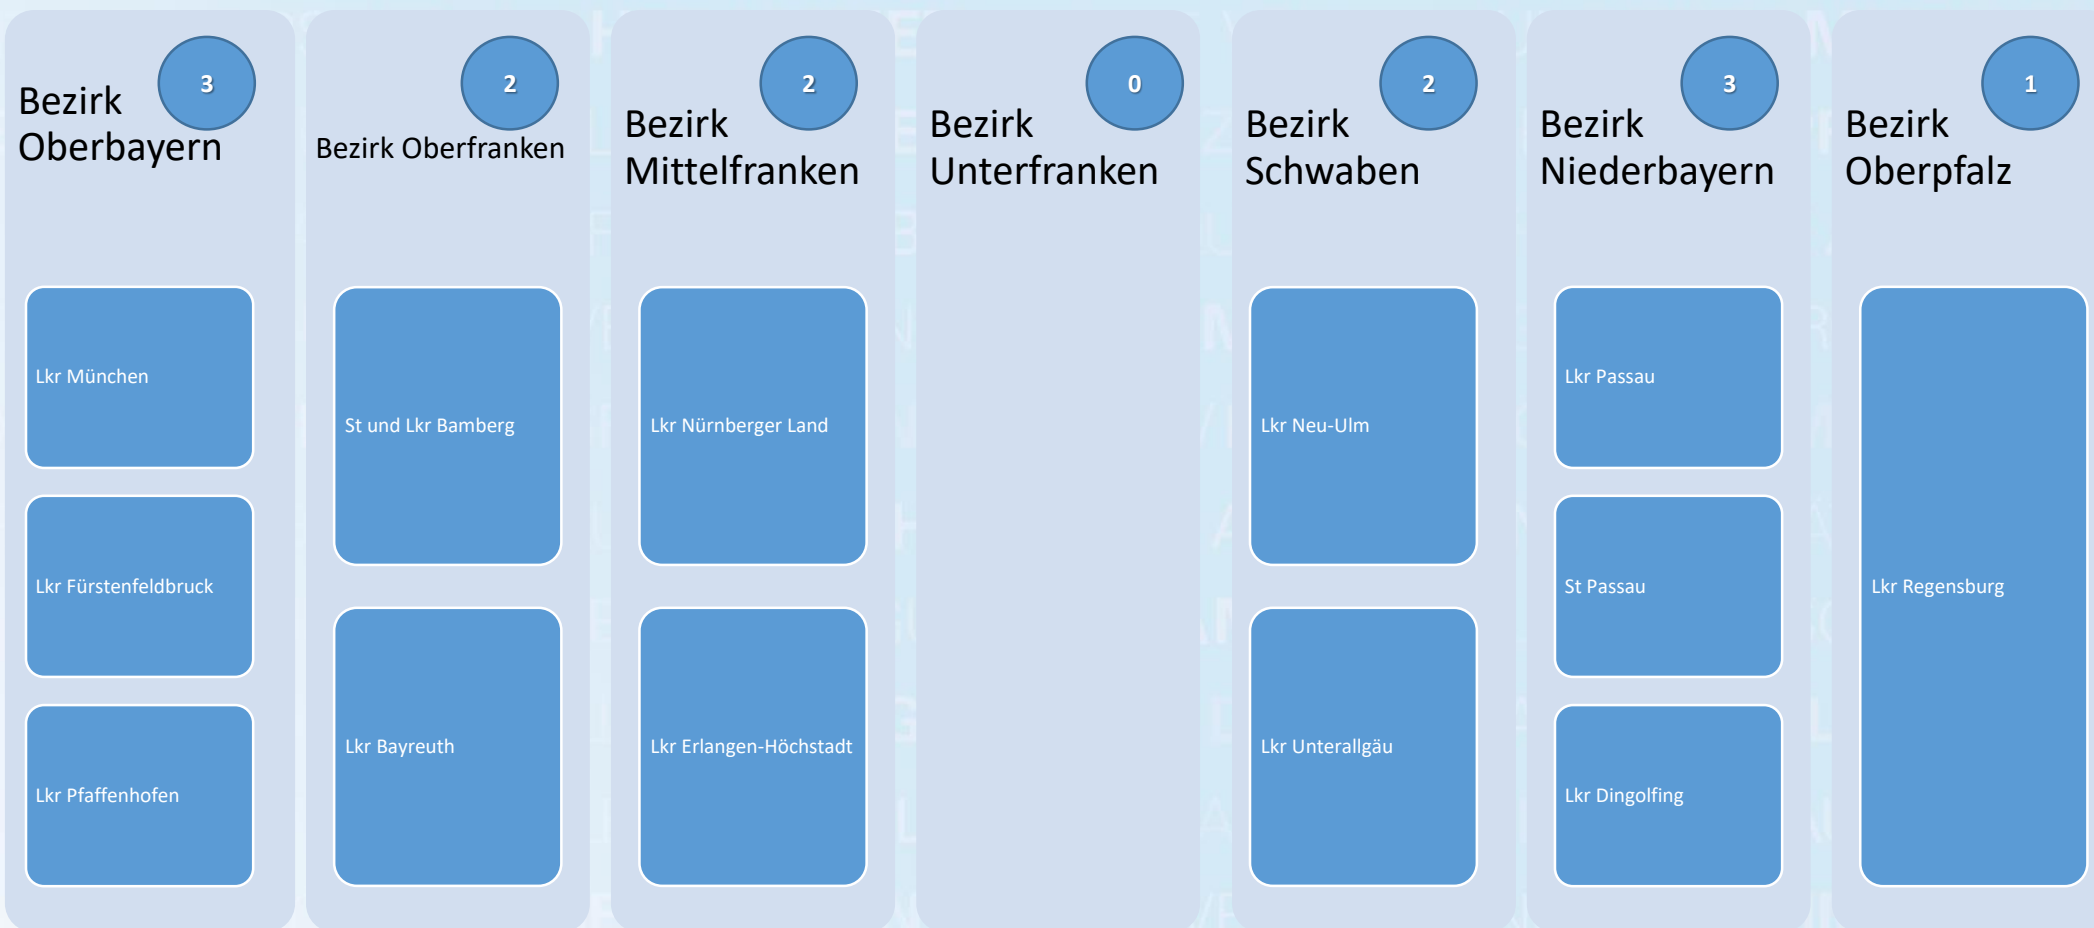 3
Bezirk
Oberbayern
Lkr München
Lkr Fürstenfeldbruck
Lkr Pfaffenhofen
2
Bezirk Oberfranken
St und Lkr Bamberg
Lkr Bayreuth
2
Bezirk
Mittelfranken
Lkr Nürnberger Land
Lkr Erlangen-Höchstadt
0
Bezirk
Unterfranken
2
Bezirk
Schwaben
Lkr Neu-Ulm
Lkr Unterallgäu
3
Bezirk
Niederbayern
Lkr Passau
St Passau
Lkr Dingolfing
1
Bezirk
Oberpfalz
Lkr Regensburg